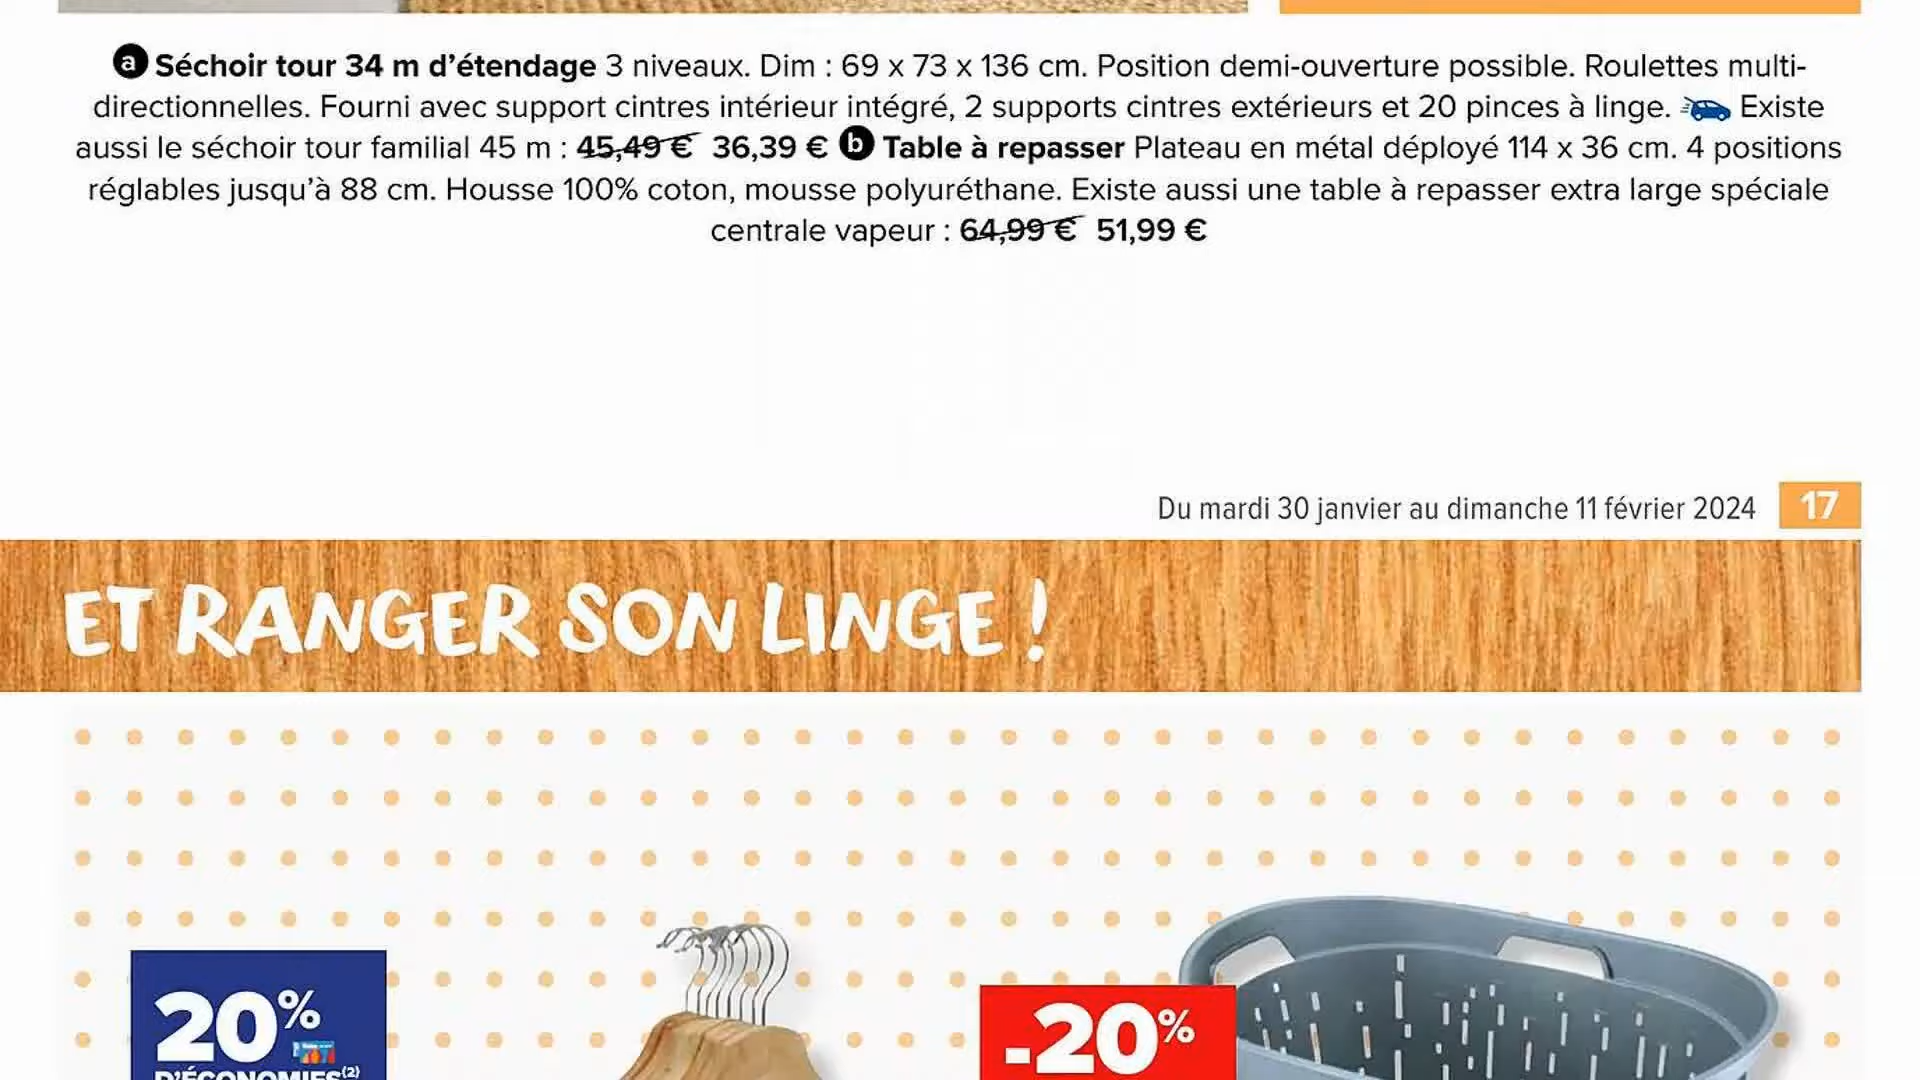 a Séchoir tour 34 m d'étendage 3 niveaux. Dim : 69 x 73 x 136 cm. Position demi-ouverture possible. Roulettes multi-
directionnelles. Fourni avec support cintres intérieur intégré, 2 supports cintres extérieurs et 20 pinces à linge. Existe
aussi le séchoir tour familial 45 m : 45,49 € 36,39 € b Table à repasser Plateau en métal déployé 114 x 36 cm. 4 positions
réglables jusqu'à 88 cm. Housse 100% coton, mousse polyuréthane. Existe aussi une table à repasser extra large spéciale
centrale vapeur : 64,99 € 51,99 €
Du mardi 30 janvier au dimanche 11 février 2024 17
ET RANGER SON LINGE !
20%
D'ÉCONOMIES(2)
-20%